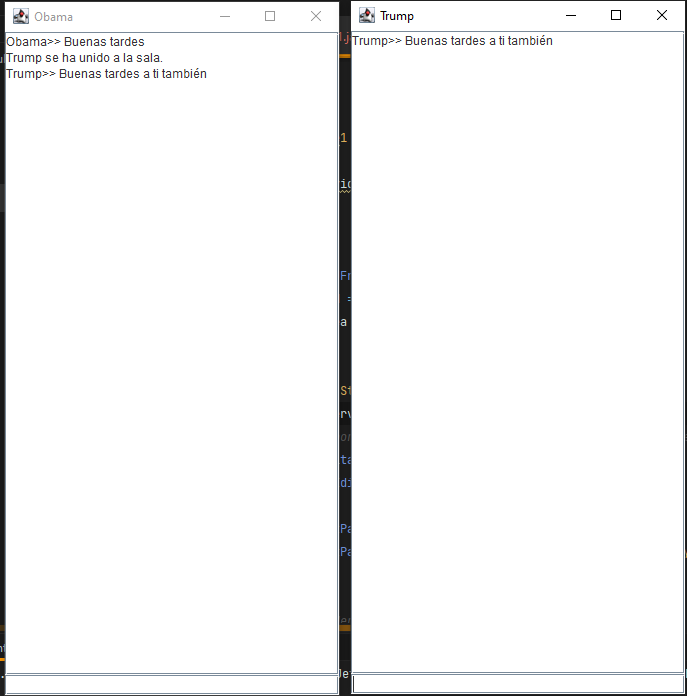 Obama
Obama>> Buenas tardes
Trump se ha unido a la sala.
Trump>> Buenas tardes a ti también
Trump
Trump>> Buenas tardes a ti también